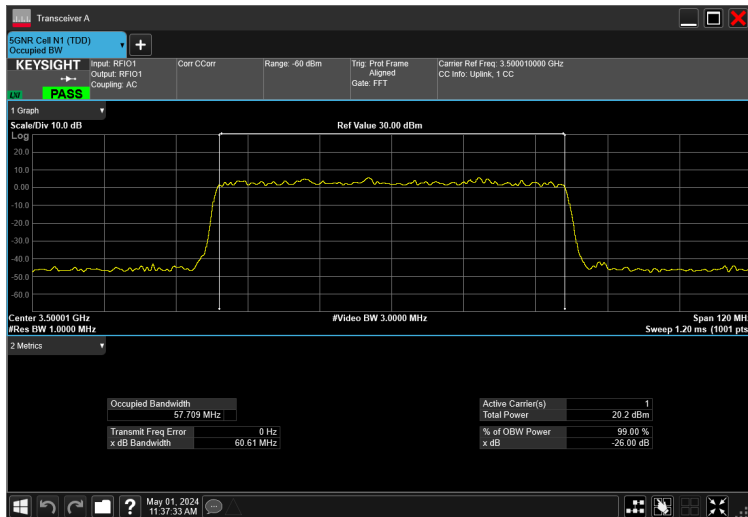 Transceiver A
5GNR Cell N1 (TDD)
Occupied BW
+
KEYSIGHT
LXI
PASS
Input: RFIO1
Output: RFIO1
Coupling: AC
Corr CCorr
Range: -60 dBm
Trig: Prot Frame
Aligned
Gate: FFT
Carrier Ref Freq: 3.500010000 GHz
CC Info: Uplink, 1 CC
1 Graph
Scale/Div 10.0 dB
Ref Value 30.00 dBm
Log
20.0
10.0
0.00
-10.0
-20.0
-30.0
-40.0
-50.0
-60.0
Center 3.50001 GHz
#Video BW 3.0000 MHz
Span 120 MH
#Res BW 1.0000 MHz
Sweep 1.20 ms (1001 pts
2 Metrics
Occupied Bandwidth
57.709 MHz
Transmit Freq Error 0 Hz
x dB Bandwidth 60.61 MHz
Active Carrier(s) 1
Total Power 20.2 dBm
% of OBW Power 99.00 %
x dB -26.00 dB
?
May 01, 2024
11:37:33 AM